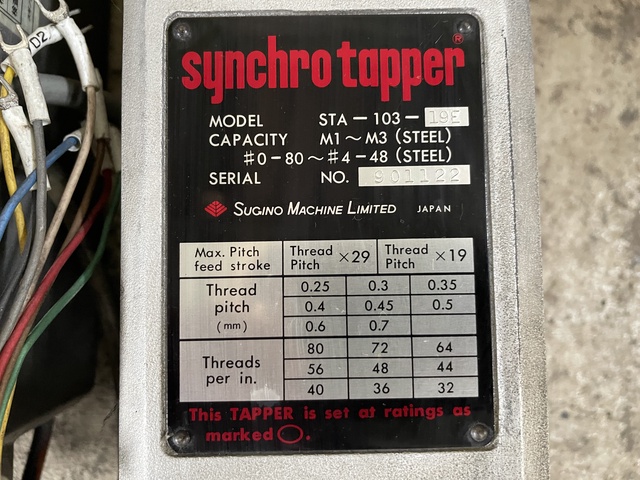 D2
synchro tapper®
MODEL STA-103-19E
CAPACITY M1~M3 (STEEL)
#0-80~#4-48 (STEEL)
SERIAL NO. 901122
SUGINO MACHINE LIMITED JAPAN
Max. Pitch feed stroke Thread Pitch ×29 Thread Pitch ×19
Thread pitch (mm) 0.25 0.3 0.35
0.4 0.45 0.5
0.6 0.7
Threads per in. 80 72 64
56 48 44
40 36 32
This TAPPER is set at ratings as
marked ◯.